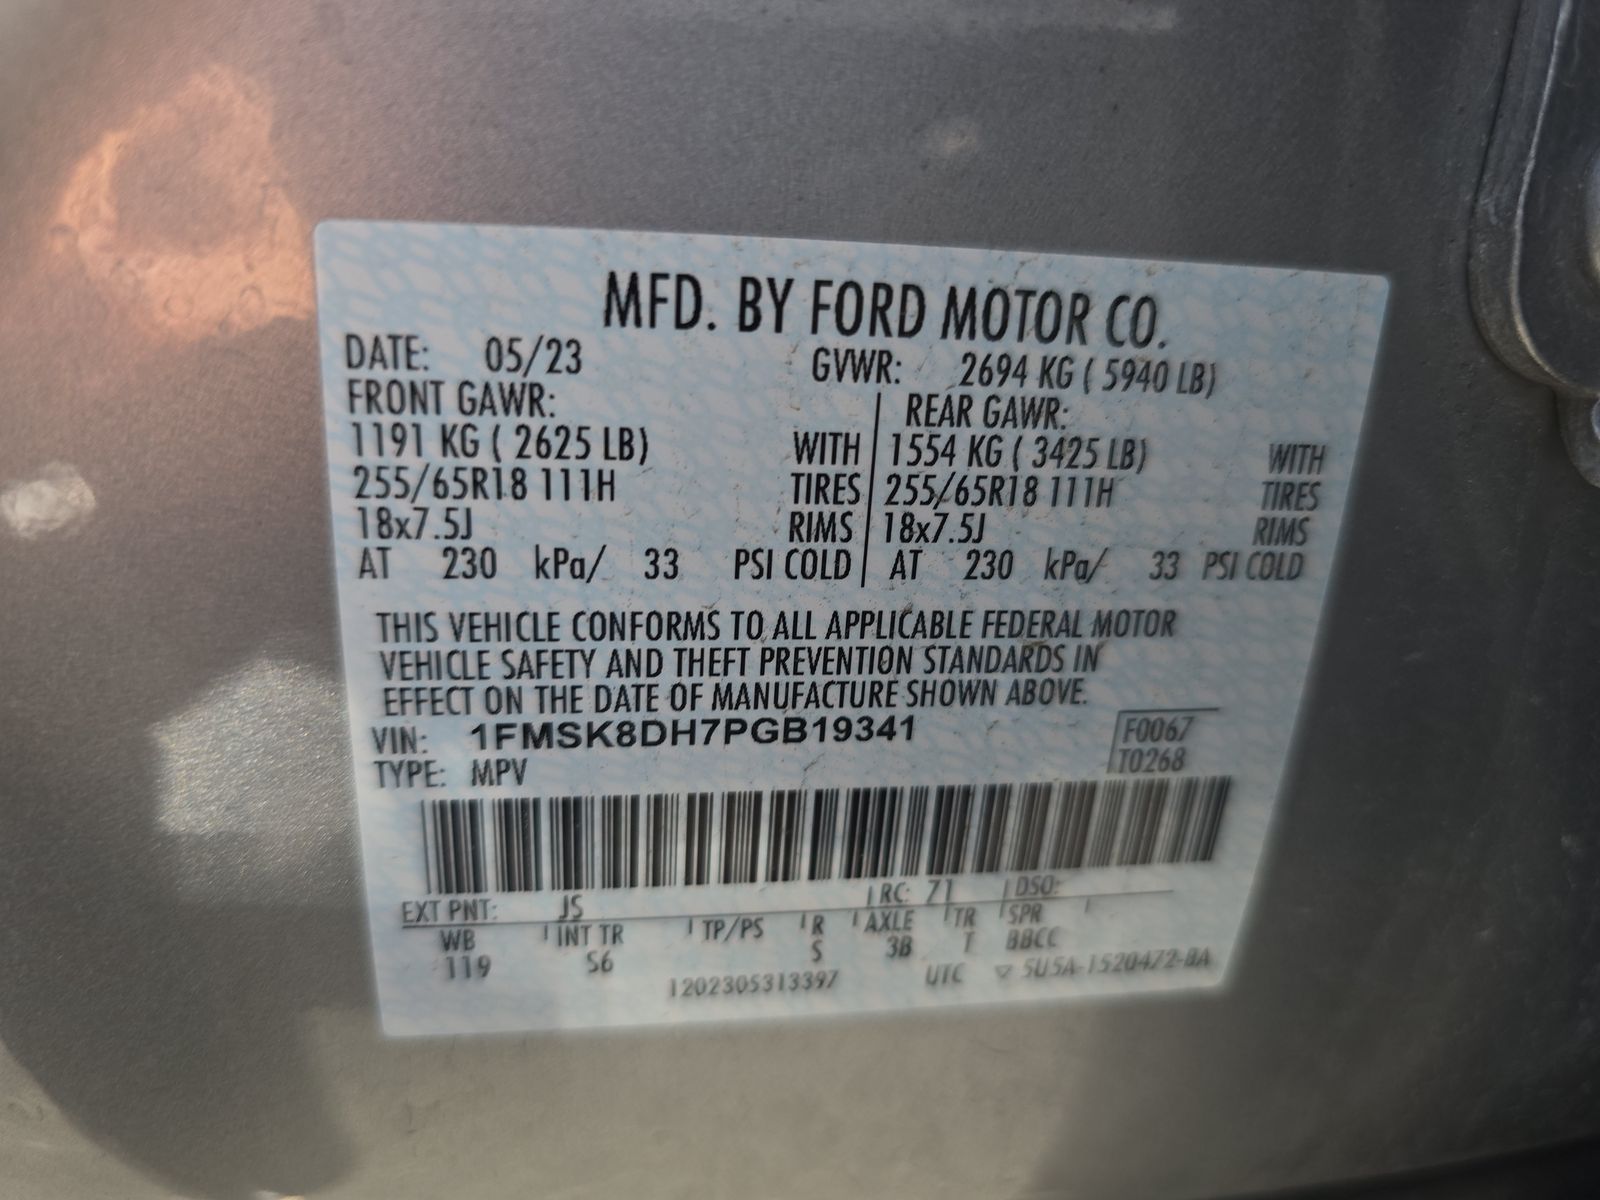 MFD. BY FORD MOTOR CO.
DATE: 05/23 GVWR: 2694 KG ( 5940 LB)
FRONT GAWR: REAR GAWR:
1191 KG ( 2625 LB) WITH 1554 KG ( 3425 LB) WITH
255/65R18 111H TIRES 255/65R18 111H TIRES
18x7.5J RIMS 18x7.5J RIMS
AT 230 kPa/ 33 PSI COLD AT 230 kPa/ 33 PSI COLD
THIS VEHICLE CONFORMS TO ALL APPLICABLE FEDERAL MOTOR
VEHICLE SAFETY AND THEFT PREVENTION STANDARDS IN
EFFECT ON THE DATE OF MANUFACTURE SHOWN ABOVE.
VIN: 1FMSK8DH7PGB19341 F0067
TYPE: MPV T0268
EXT PNT: JS RC: 71 DSO:
WB INT TR TP/PS R AXLE TR SPR
119 S6 S 3B T BBCC
1202305313397 UTC ▽ 5U5A-1520472-BA